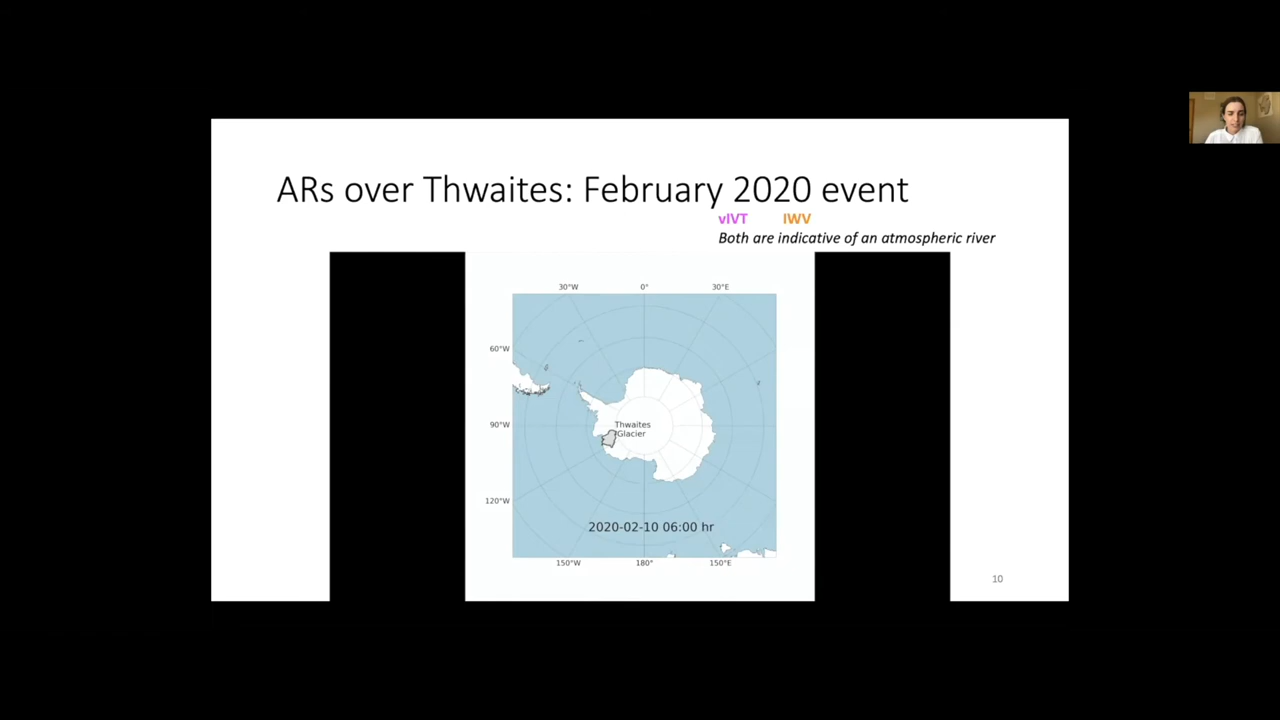 ARs over Thwaites: February 2020 event
vIVT IWV
Both are indicative of an atmospheric river
30°W 0° 30°E
60°W
90°W
Thwaites
Glacier
120°W
2020-02-10 06:00 hr
150°W 180° 150°E
10